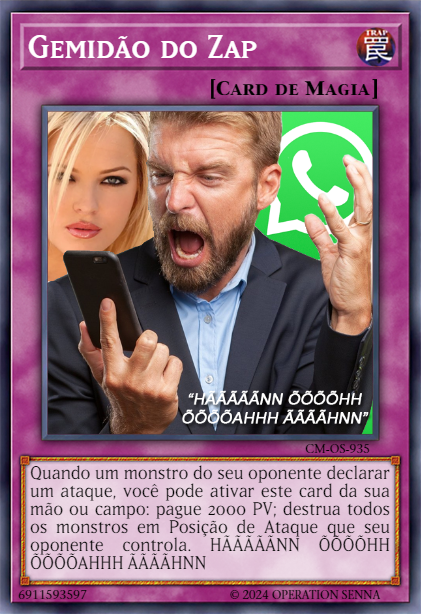 Gemidão do Zap
TRAP
罠
[Card de Magia]
“HÃÃÃÃÃNN ÕÕÕÕHH
ÕÕÕÕAHHH ÃÃÃÃHNN”
CM-OS-935
Quando um monstro do seu oponente declarar
um ataque, você pode ativar este card da sua
mão ou campo: pague 2000 PV; destrua todos
os monstros em Posição de Ataque que seu
oponente controla. HÃÃÃÃÃNN ÕÕÕÕHH
ÕÕÕÕAHHH ÃÃÃÃHNN
6911593597
© 2024 OPERATION SENNA